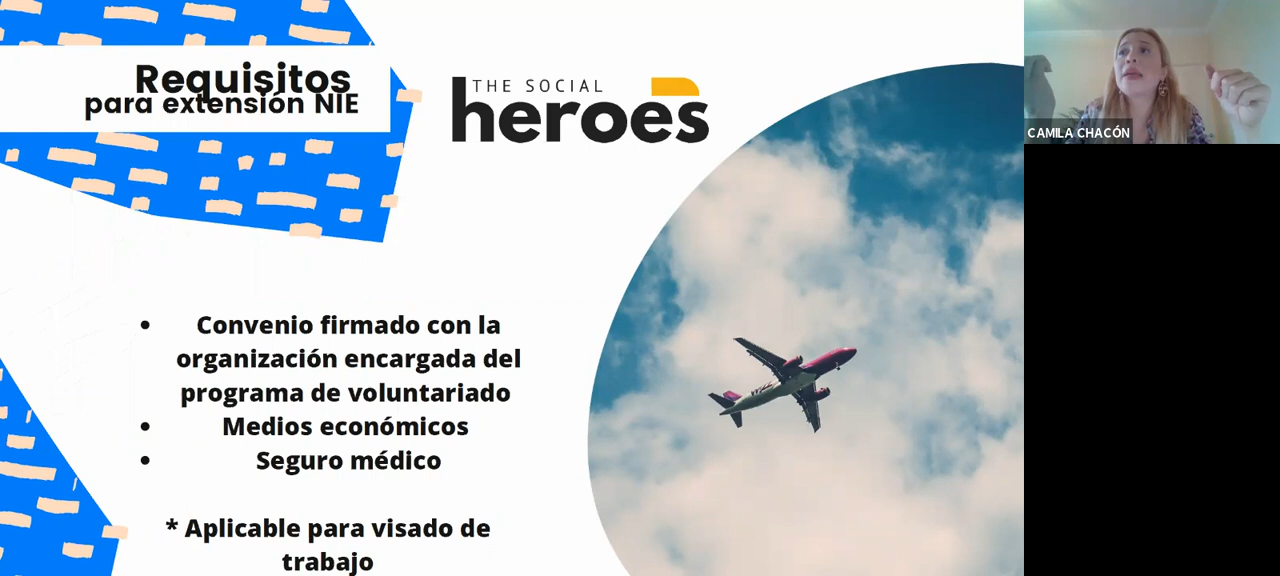 Requisitos
para extensión NIE
THE SOCIAL
heroes
• Convenio firmado con la
organización encargada del
programa de voluntariado
• Medios económicos
• Seguro médico
* Aplicable para visado de
trabajo
CAMILA CHACÓN